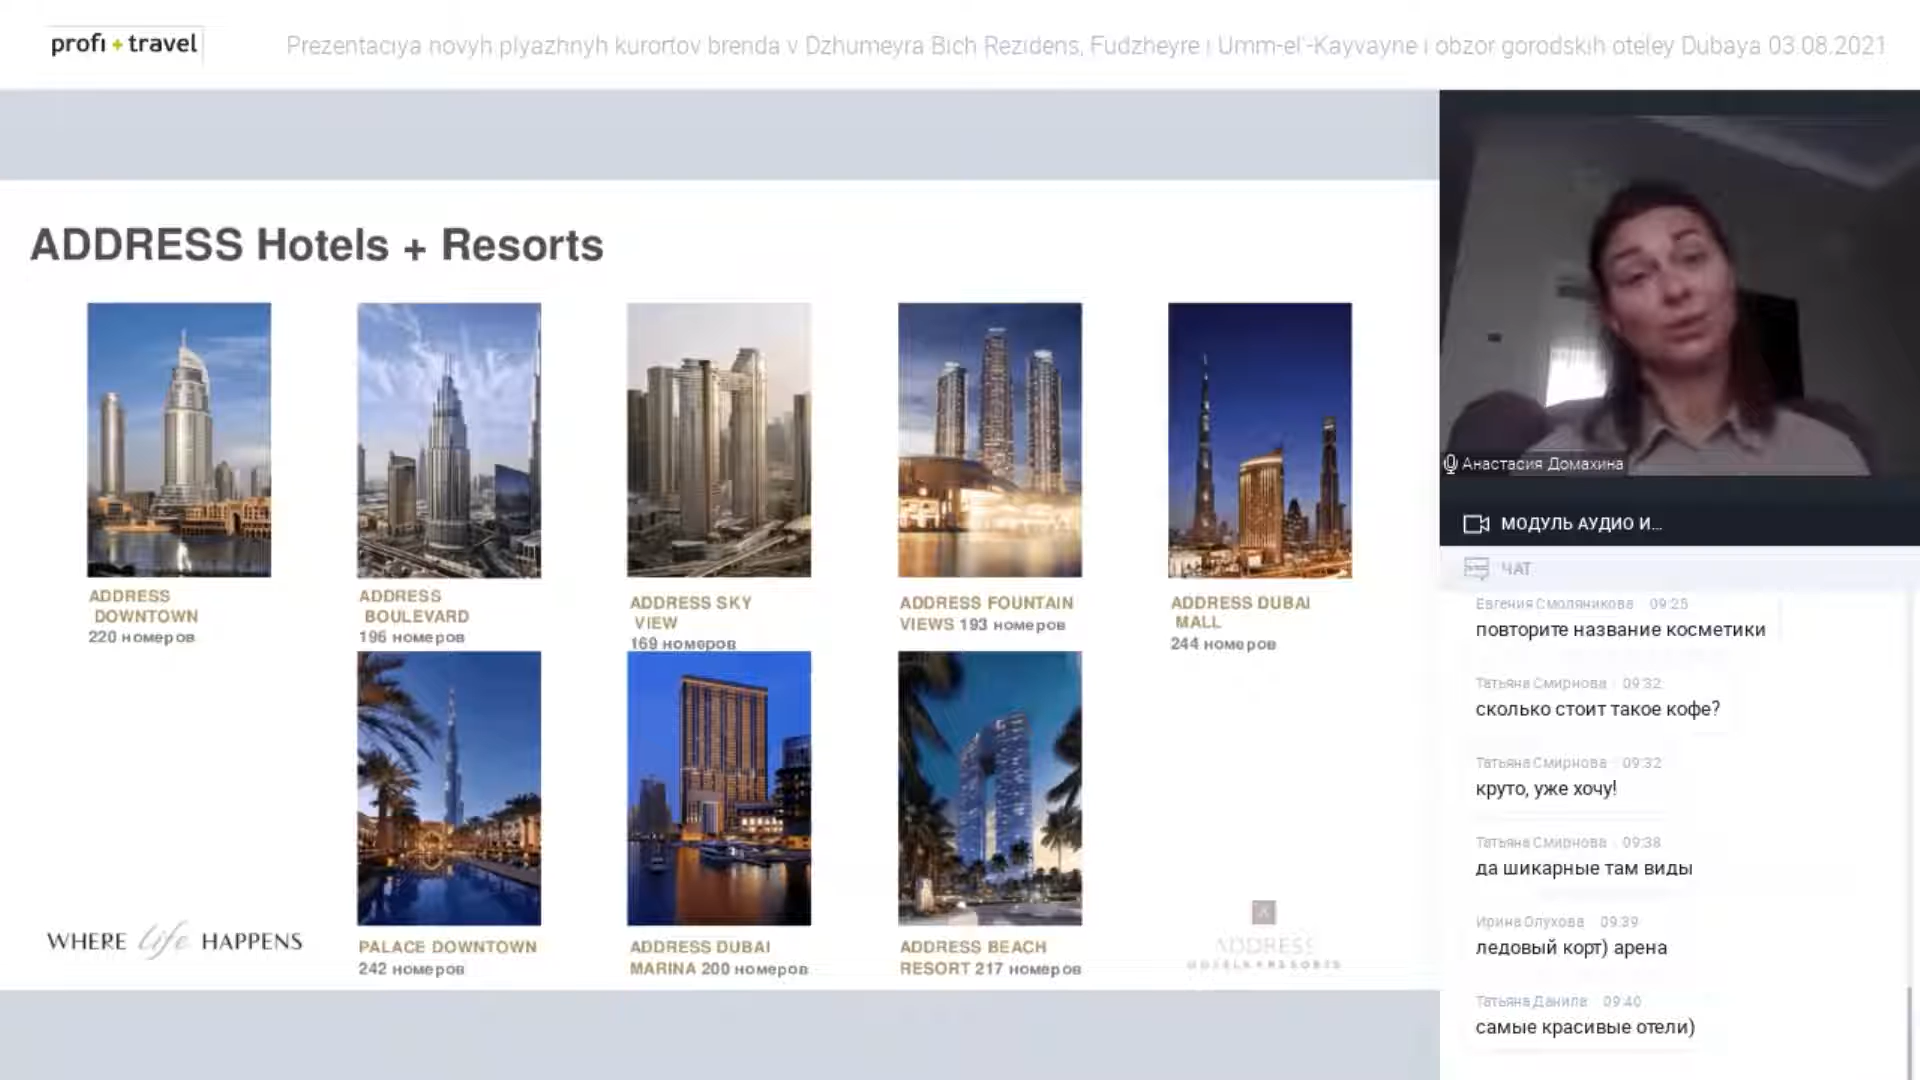 profi + travel
Prezentaciya novyh plyazhnyh kurortov brenda v Dzhumeyra Bich Rezidens, Fudzheyre i Umm-el'-Kayvayne i obzor gorodskih oteley Dubaya 03.08.2021
ADDRESS Hotels + Resorts
ADDRESS
DOWNTOWN
220 номеров
ADDRESS
BOULEVARD
196 номеров
ADDRESS SKY
VIEW
169 номеров
ADDRESS FOUNTAIN
VIEWS 193 номеров
ADDRESS DUBAI
MALL
244 номеров
PALACE DOWNTOWN
242 номеров
ADDRESS DUBAI
MARINA 200 номеров
ADDRESS BEACH
RESORT 217 номеров
WHERE life HAPPENS
ADDRESS
HOTELS + RESORTS
Анастасия Домахина
МОДУЛЬ АУДИО И...
ЧАТ
Евгения Смоляникова 09:25
повторите название косметики
Татьяна Смирнова 09:32
сколько стоит такое кофе?
Татьяна Смирнова 09:32
круто, уже хочу!
Татьяна Смирнова 09:38
да шикарные там виды
Ирина Олухова 09:39
ледовый корт) арена
Татьяна Данила 09:40
самые красивые отели)